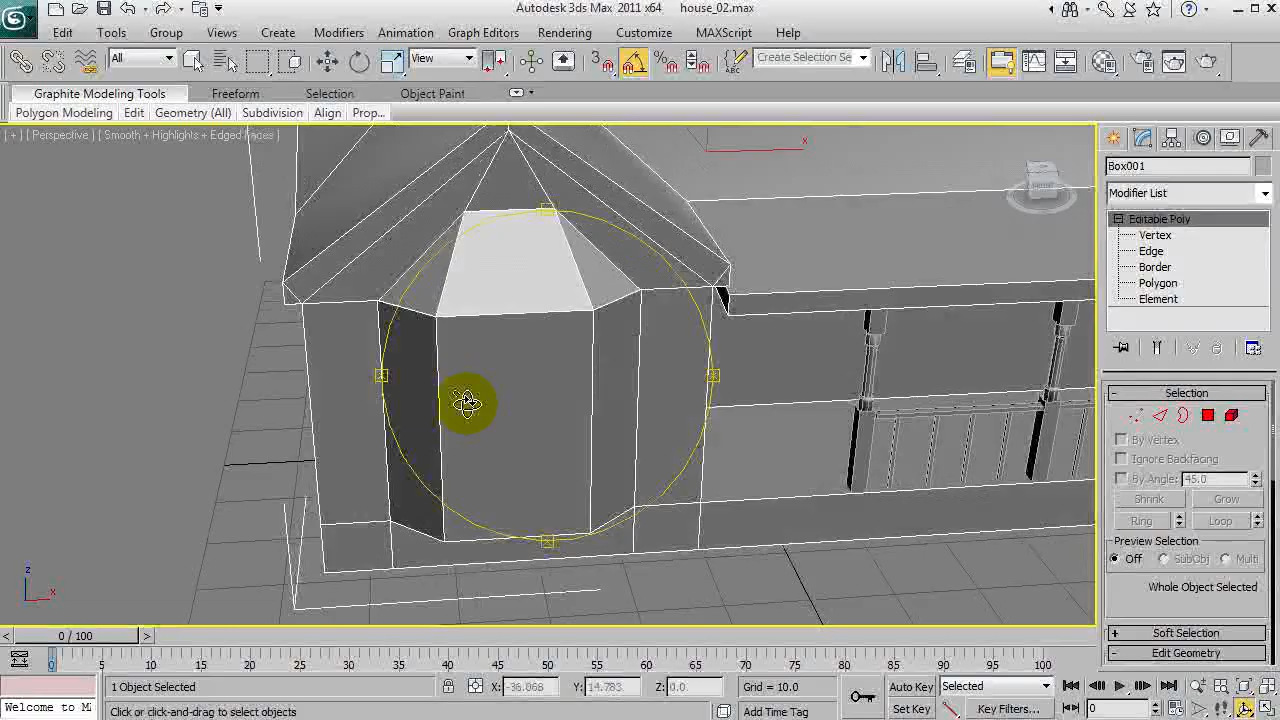 Autodesk 3ds Max 2011 x64 house_02.max
Edit Tools Group Views Create Modifiers Animation Graph Editors Rendering Customize MAXScript Help
All View 3 Create Selection Se
Graphite Modeling Tools Freeform Selection Object Paint
Polygon Modeling Edit Geometry (All) Subdivision Align Prop...
[ + ] [ Perspective ] [ Smooth + Highlights + Edged Faces ]
x
FRONT
z
x
Box001
Modifier List
Editable Poly
Vertex
Edge
Border
Polygon
Element
Selection
By Vertex
Ignore Backfacing
By Angle: 45.0
Shrink Grow
Ring Loop
Preview Selection
Off SubObj Multi
Whole Object Selected
Soft Selection
Edit Geometry
< 0 / 100 >
0 5 10 15 20 25 30 35 40 45 50 55 60 65 70 75 80 85 90 95 100
1 Object Selected X: -36.068 Y: 14.783 Z: 0.0 Grid = 10.0 Auto Key Selected
Welcome to M Click or click-and-drag to select objects Add Time Tag Set Key Key Filters... 0